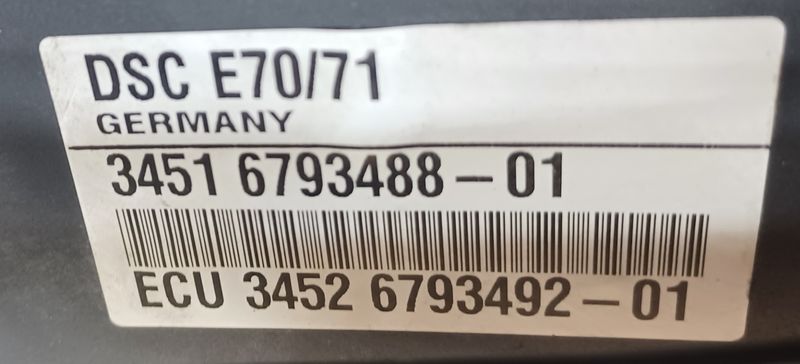 DSC E70/71
GERMANY
3451 6793488-01
ECU 3452 6793492-01